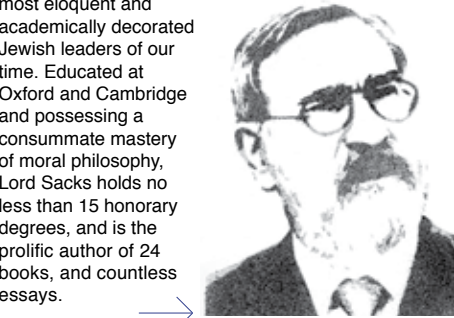 most eloquent and
academically decorated
Jewish leaders of our
time. Educated at
Oxford and Cambridge
and possessing a
consummate mastery
of moral philosophy,
Lord Sacks holds no
less than 15 honorary
degrees, and is the
prolific author of 24
books, and countless
essays.